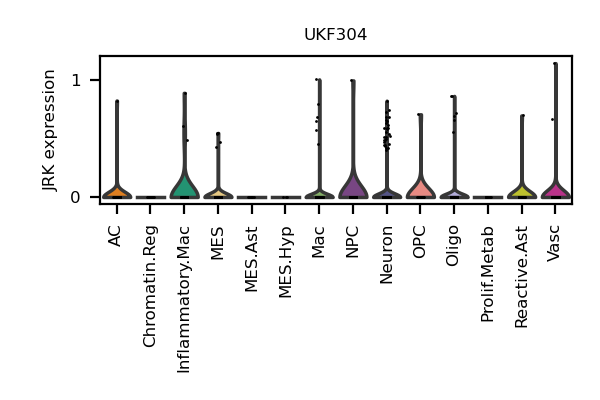 UKF304
JRK expression
1
0
AC
Chromatin.Reg
Inflammatory.Mac
MES
MES.Ast
MES.Hyp
Mac
NPC
Neuron
OPC
Oligo
Prolif.Metab
Reactive.Ast
Vasc